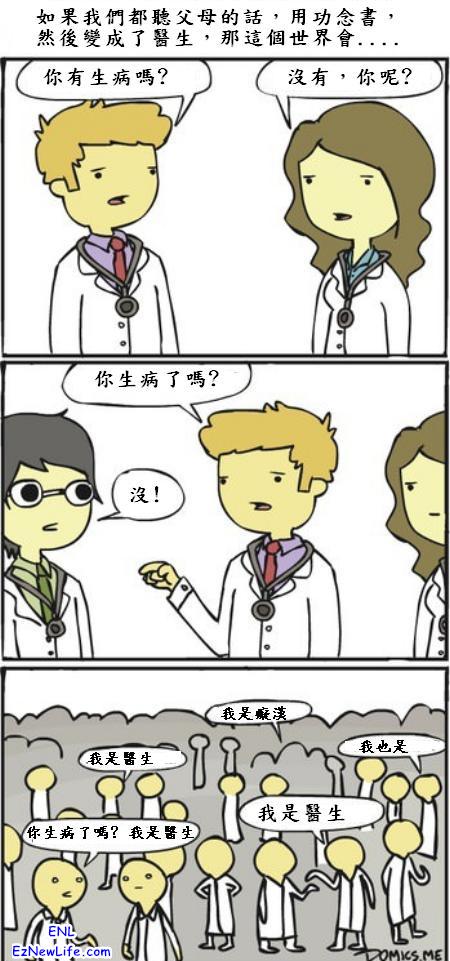 如果我們都聽父母的話，用功念書，
然後變成了醫生，那這個世界會....
你有生病嗎?
沒有，你呢?
你生病了嗎?
沒!
我是癡漢
我也是
我是醫生
我是醫生
你生病了嗎? 我是醫生
ENL
EzNewLife.com
DOMICS.ME